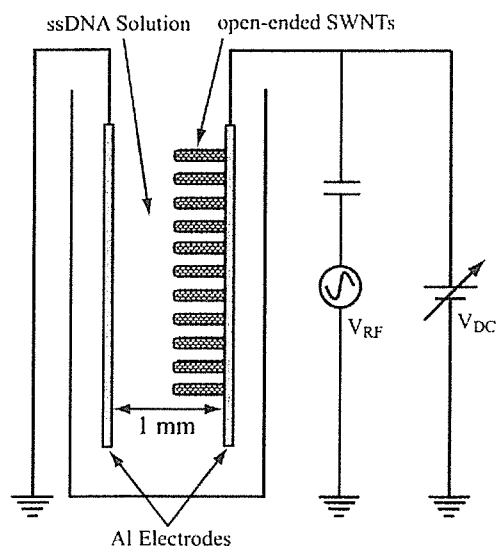 ssDNA Solution
open-ended SWNTs
V_RF
V_DC
1 mm
Al Electrodes